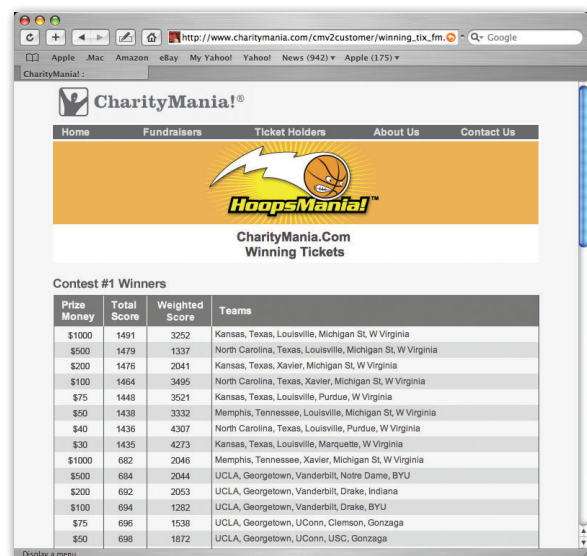 http://www.charitymania.com/cmv2customer/winning_tix_fm.
Google
Apple .Mac Amazon eBay My Yahoo! Yahoo! News (942) ▾ Apple (175) ▾
CharityMania! :
CharityMania!®
Home Fundraisers Ticket Holders About Us Contact Us
HoopsMania!™
CharityMania.Com
Winning Tickets
Contest #1 Winners
Prize Money Total Score Weighted Score Teams
$1000 1491 3252 Kansas, Texas, Louisville, Michigan St, W Virginia
$500 1479 1337 North Carolina, Texas, Louisville, Michigan St, W Virginia
$200 1476 2041 Kansas, Texas, Xavier, Michigan St, W Virginia
$100 1464 3495 North Carolina, Texas, Xavier, Michigan St, W Virginia
$75 1448 3521 Kansas, Texas, Louisville, Purdue, W Virginia
$50 1438 3332 Memphis, Tennessee, Louisville, Michigan St, W Virginia
$40 1436 4307 North Carolina, Texas, Louisville, Purdue, W Virginia
$30 1435 4273 Kansas, Texas, Louisville, Marquette, W Virginia
$1000 682 2046 Memphis, Tennessee, Xavier, Michigan St, W Virginia
$500 684 2044 UCLA, Georgetown, Vanderbilt, Notre Dame, BYU
$200 692 2053 UCLA, Georgetown, Vanderbilt, Drake, Indiana
$100 694 1282 UCLA, Georgetown, Vanderbilt, Drake, BYU
$75 696 1538 UCLA, Georgetown, UConn, Clemson, Gonzaga
$50 698 1872 UCLA, Georgetown, UConn, USC, Gonzaga
Display a menu